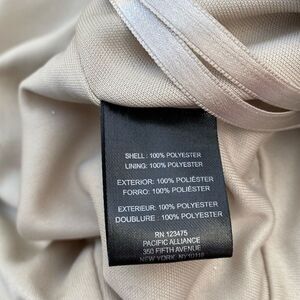 SHELL : 100% POLYESTER
LINING: 100% POLYESTER
EXTERIOR: 100% POLIÉSTER
FORRO: 100% POLIÉSTER
EXTERIEUR: 100% POLYESTER
DOUBLURE : 100% POLYESTER
RN 123475
PACIFIC ALLIANCE
350 FIFTH AVENUE
NEW YORK, NY 10118